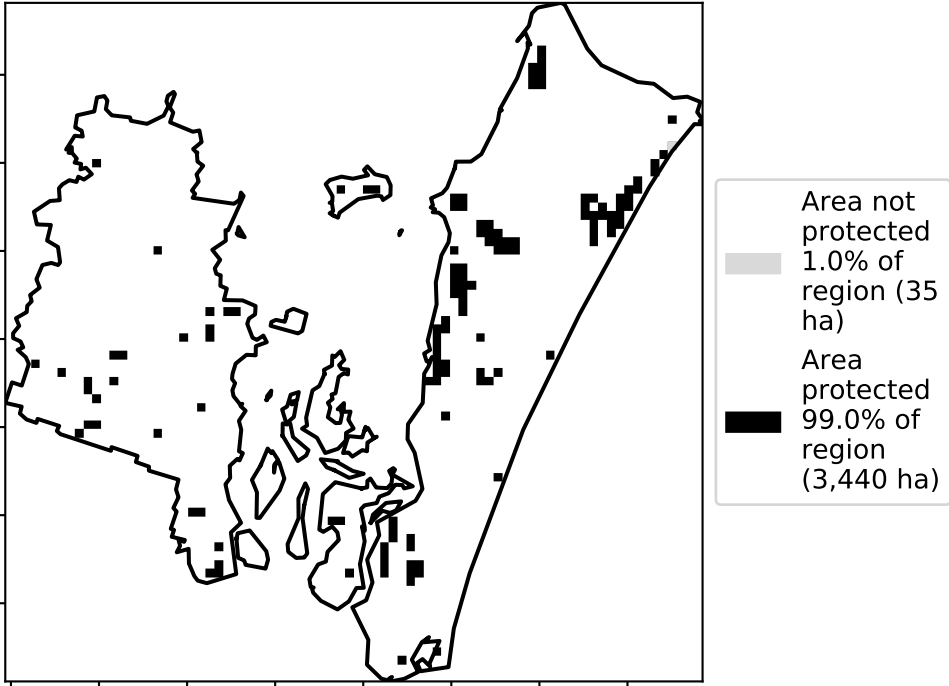 Area not
protected
1.0% of
region (35
ha)
Area
protected
99.0% of
region
(3,440 ha)